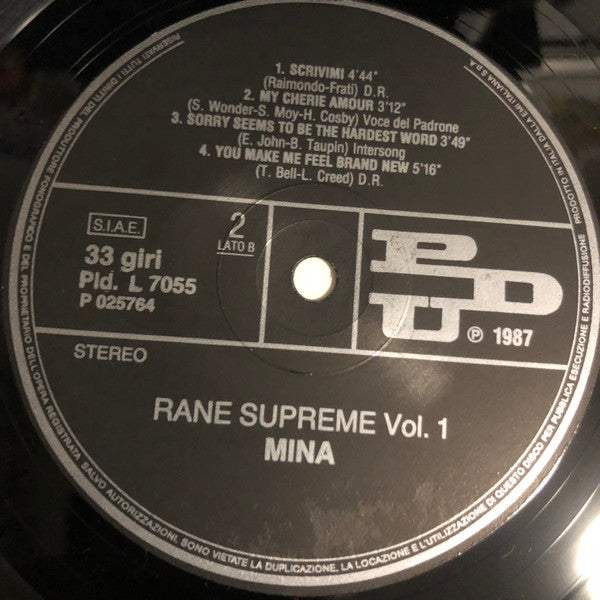 1. SCRIVIMI 4'44"
(Raimondo-Frati) D.R.
2. MY CHERIE AMOUR 3'12"
(S. Wonder-S. Moy-H. Cosby) Voce del Padrone
3. SORRY SEEMS TO BE THE HARDEST WORD 3'49"
(E. John-B. Taupin) Intersong
4. YOU MAKE ME FEEL BRAND NEW 5'16"
(T. Bell-L. Creed) D.R.
S.I.A.E.
2
LATO B
33 giri
Pld. L 7055
P 025764
PDU
℗ 1987
STEREO
RANE SUPREME Vol. 1
MINA
RISERVATI TUTTI I DIRITTI DEL PRODUTTORE FONOGRAFICO E DEL PROPRIETARIO DELL'OPERA REGISTRATA. SALVO AUTORIZZAZIONI, SONO VIETATE LA DUPLICAZIONE, LA LOCAZIONE E L'UTILIZZAZIONE DI QUESTO DISCO PER PUBBLICA ESECUZIONE E RADIODIFFUSIONE
PRODOTTO IN ITALIA DALLA EMI ITALIANA S.P.A.